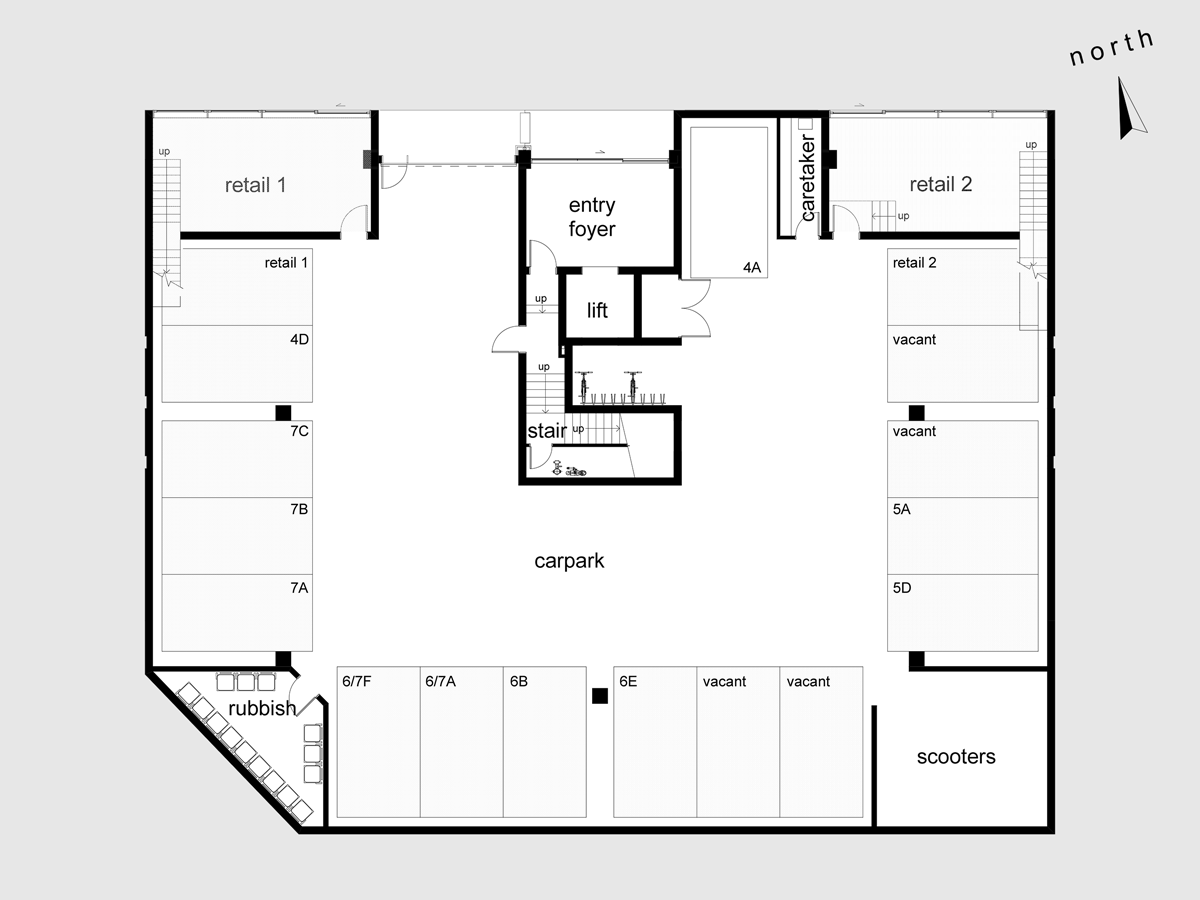 north
up
retail 1
entry
foyer
caretaker
retail 2
up
up
retail 1
4A
retail 2
up
lift
4D
vacant
up
7C
stair
up
vacant
7B
5A
carpark
7A
5D
6/7F
6/7A
6B
6E
vacant
vacant
rubbish
scooters